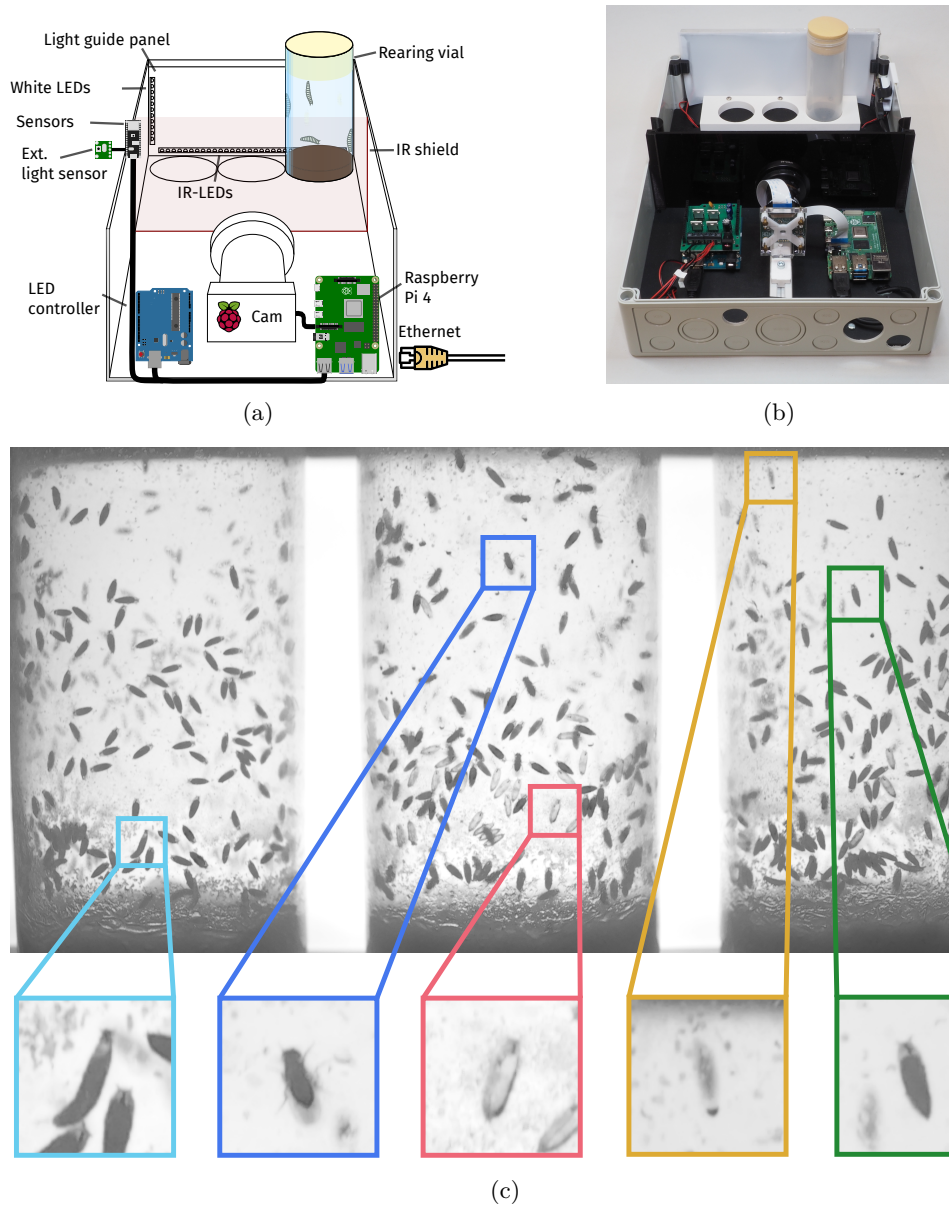 Light guide panel
White LEDs
Sensors
Ext.
light sensor
Rearing vial
IR shield
IR-LEDs
LED
controller
Cam
Raspberry
Pi 4
Ethernet
(a)
(b)
(c)